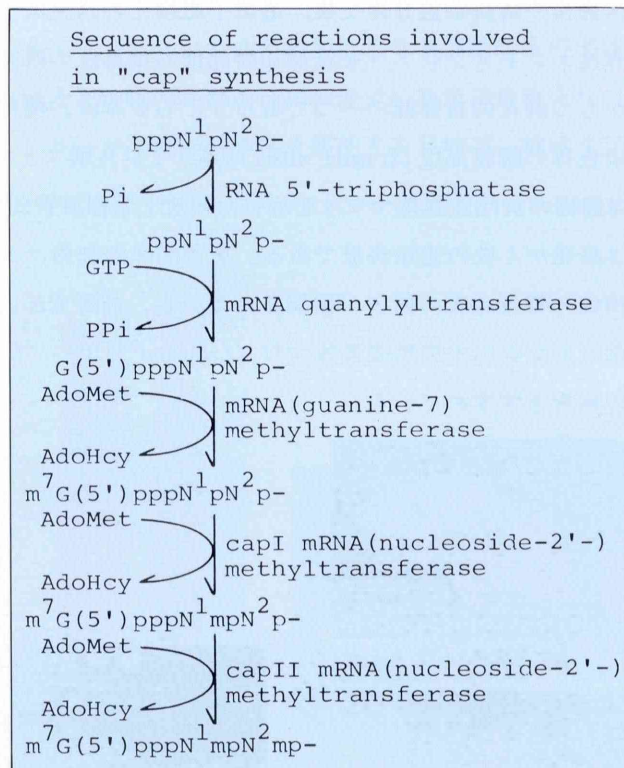 Sequence of reactions involved
in "cap" synthesis
pppN¹pN²p-
Pi
RNA 5'-triphosphatase
ppN¹pN²p-
GTP
mRNA guanylyltransferase
PPi
G(5')pppN¹pN²p-
AdoMet
mRNA(guanine-7)
methyltransferase
AdoHcy
m⁷G(5')pppN¹pN²p-
AdoMet
capI mRNA(nucleoside-2'-)
methyltransferase
AdoHcy
m⁷G(5')pppN¹mpN²p-
AdoMet
capII mRNA(nucleoside-2'-)
methyltransferase
AdoHcy
m⁷G(5')pppN¹mpN²mp-